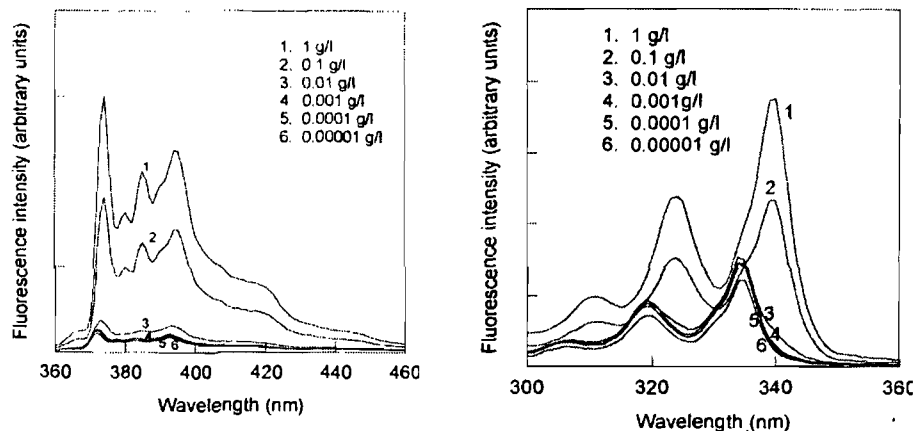 Fluorescence intensity (arbitrary units)
1. 1 g/l
2. 0.1 g/l
3. 0.01 g/l
4 0.001 g/l
5. 0.0001 g/l
6. 0.00001 g/l
1
2
3
4
5
6
360 380 400 420 440 460
Wavelength (nm)
Fluorescence intensity (arbitrary units)
1. 1 g/l
2. 0.1 g/l
3. 0.01 g/l
4. 0.001g/l
5. 0.0001 g/l
6. 0.00001 g/l
1
2
3
4
5
6
300 320 340 360
Wavelength (nm)